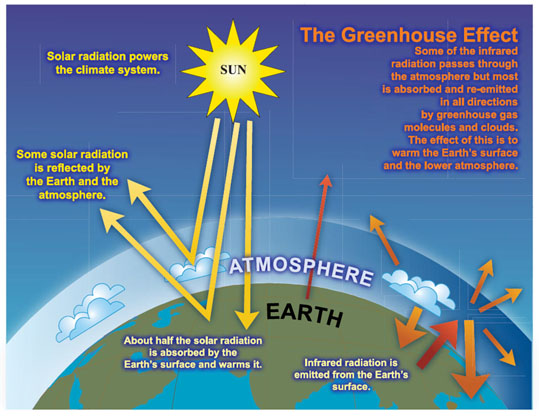 The Greenhouse Effect
Some of the infrared
radiation passes through
the atmosphere but most
is absorbed and re-emitted
in all directions
by greenhouse gas
molecules and clouds.
The effect of this is to
warm the Earth's surface
and the lower atmosphere.
Solar radiation powers
the climate system.
SUN
Some solar radiation
is reflected by
the Earth and the
atmosphere.
ATMOSPHERE
EARTH
About half the solar radiation
is absorbed by the
Earth's surface and warms it.
Infrared radiation is
emitted from the Earth's
surface.